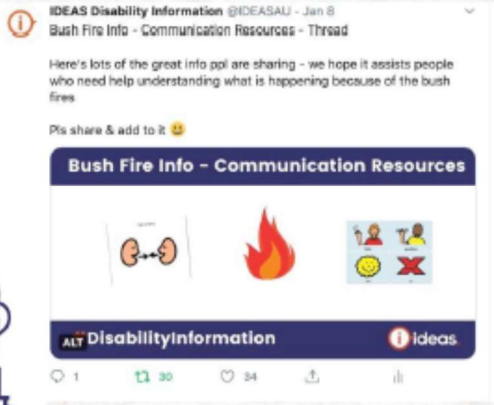 IDEAS Disability Information @IDEASAU - Jan 8
Bush Fire Info - Communication Resources - Thread
Here's lots of the great info ppl are sharing - we hope it assists people
who need help understanding what is happening because of the bush
fires
Pls share & add to it
Bush Fire Info - Communication Resources
ALT DisabilityInformation
i ideas
1 30 34